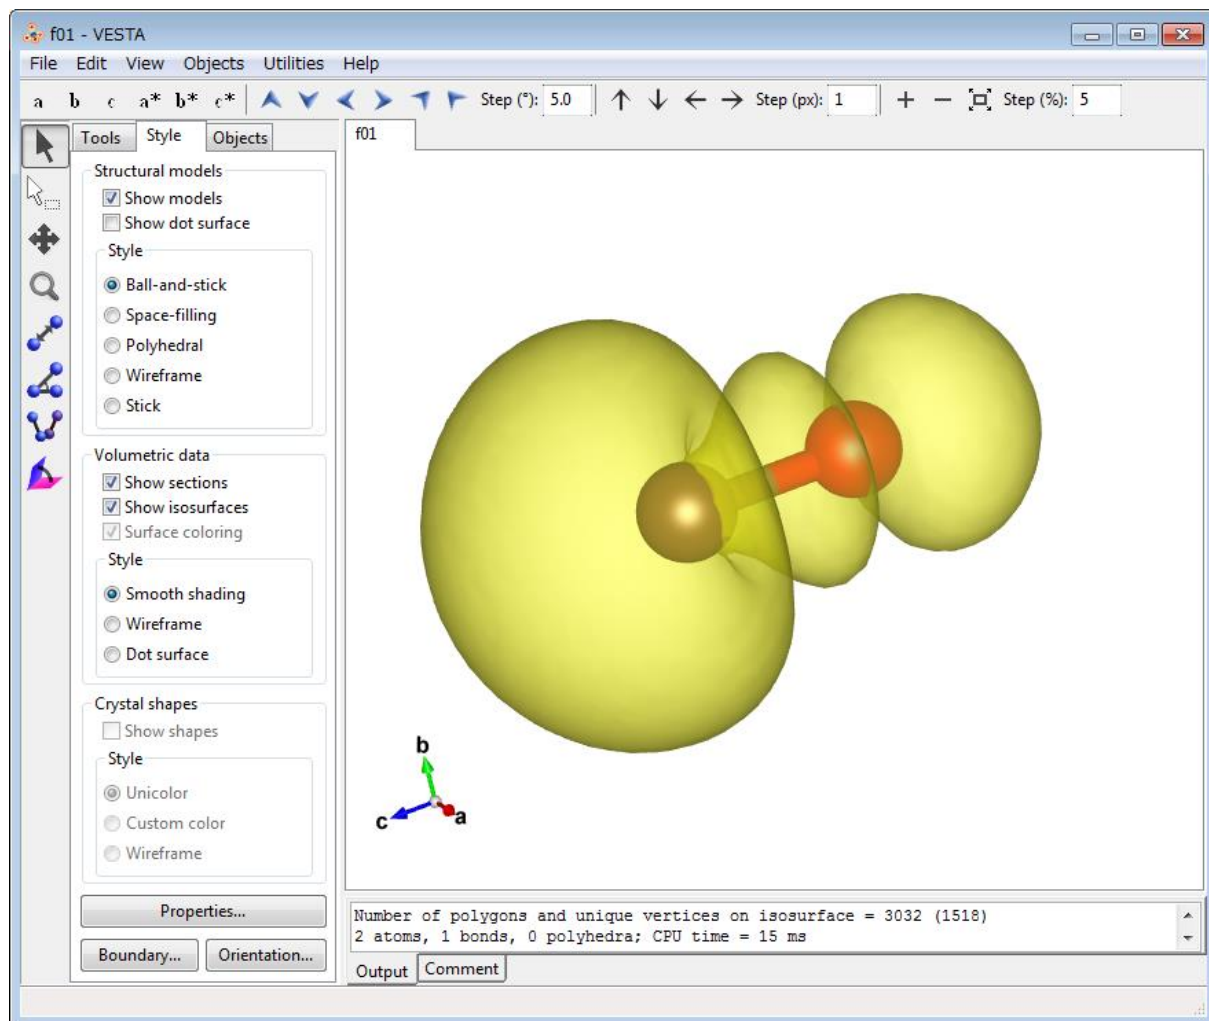 f01 - VESTA
File Edit View Objects Utilities Help
a b c a* b* c* Step (°): 5.0 Step (px): 1 Step (%): 5
Tools Style Objects
f01
Structural models
Show models
Show dot surface
Style
Ball-and-stick
Space-filling
Polyhedral
Wireframe
Stick
Volumetric data
Show sections
Show isosurfaces
Surface coloring
Style
Smooth shading
Wireframe
Dot surface
Crystal shapes
Show shapes
Style
Unicolor
Custom color
Wireframe
Properties...
Boundary... Orientation...
b
c a
Number of polygons and unique vertices on isosurface = 3032 (1518)
2 atoms, 1 bonds, 0 polyhedra; CPU time = 15 ms
Output Comment